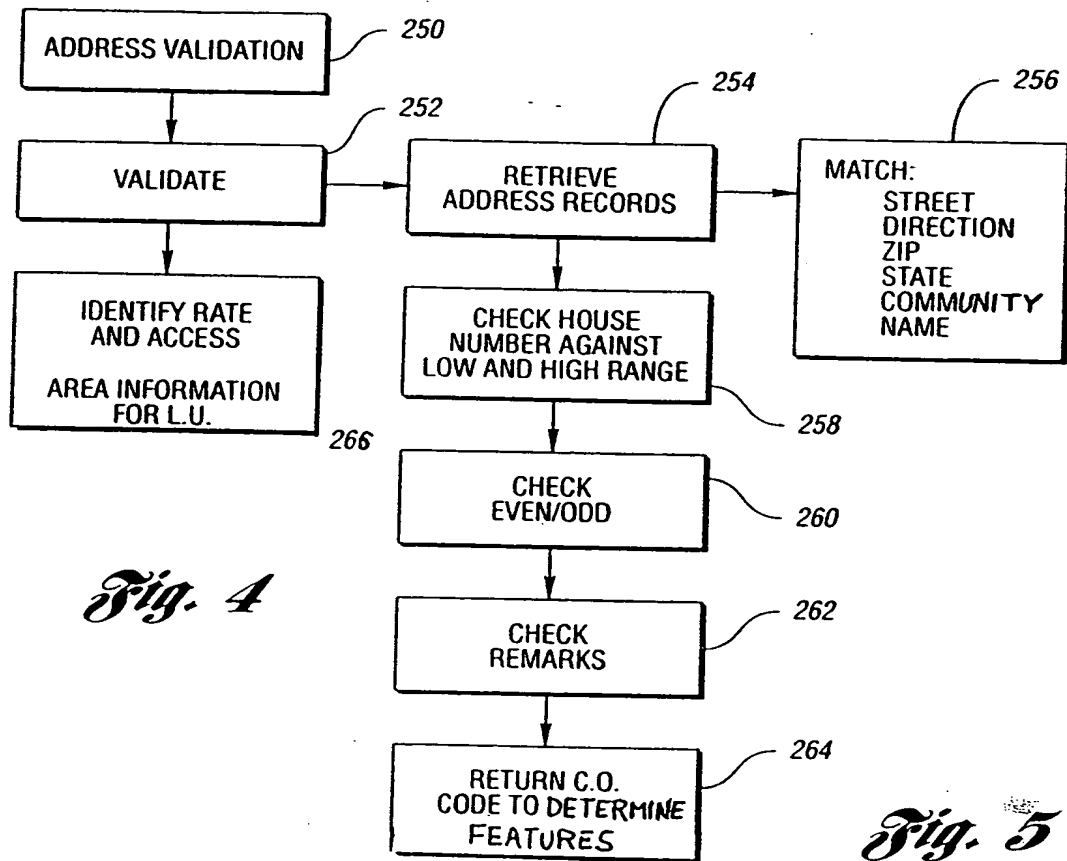 ADDRESS VALIDATION
250
VALIDATE
252
IDENTIFY RATE
AND ACCESS
AREA INFORMATION
FOR L.U.
266
RETRIEVE
ADDRESS RECORDS
254
MATCH:
STREET
DIRECTION
ZIP
STATE
COMMUNITY
NAME
256
CHECK HOUSE
NUMBER AGAINST
LOW AND HIGH RANGE
258
CHECK
EVEN/ODD
260
CHECK
REMARKS
262
RETURN C.O.
CODE TO DETERMINE
FEATURES
264
Fig. 4
Fig. 5